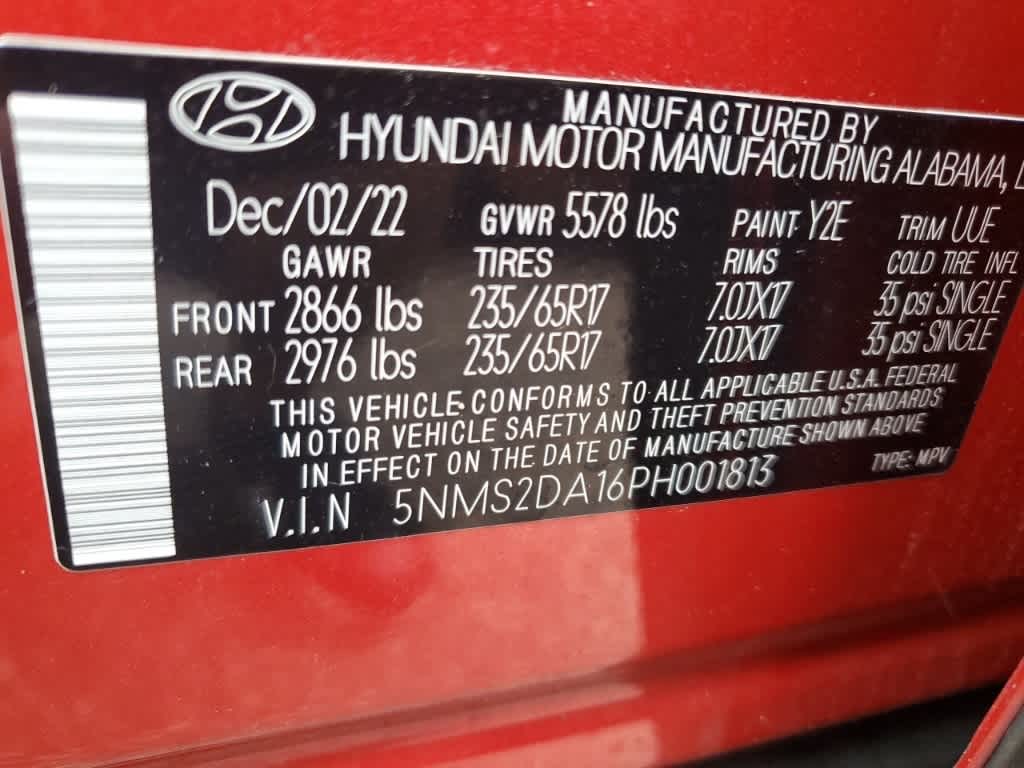 MANUFACTURED BY
HYUNDAI MOTOR MANUFACTURING ALABAMA,
Dec/02/22 GVWR 5578 lbs PAINT Y2E TRIM UUE
GAWR TIRES RIMS COLD TIRE INFL
FRONT 2866 lbs 235/65R17 7.0JX17 35 psi SINGLE
REAR 2976 lbs 235/65R17 7.0JX17 35 psi SINGLE
THIS VEHICLE CONFORMS TO ALL APPLICABLE U.S.A. FEDERAL
MOTOR VEHICLE SAFETY AND THEFT PREVENTION STANDARDS
IN EFFECT ON THE DATE OF MANUFACTURE SHOWN ABOVE
V.I.N 5NMS2DA16PH001813 TYPE: MPV